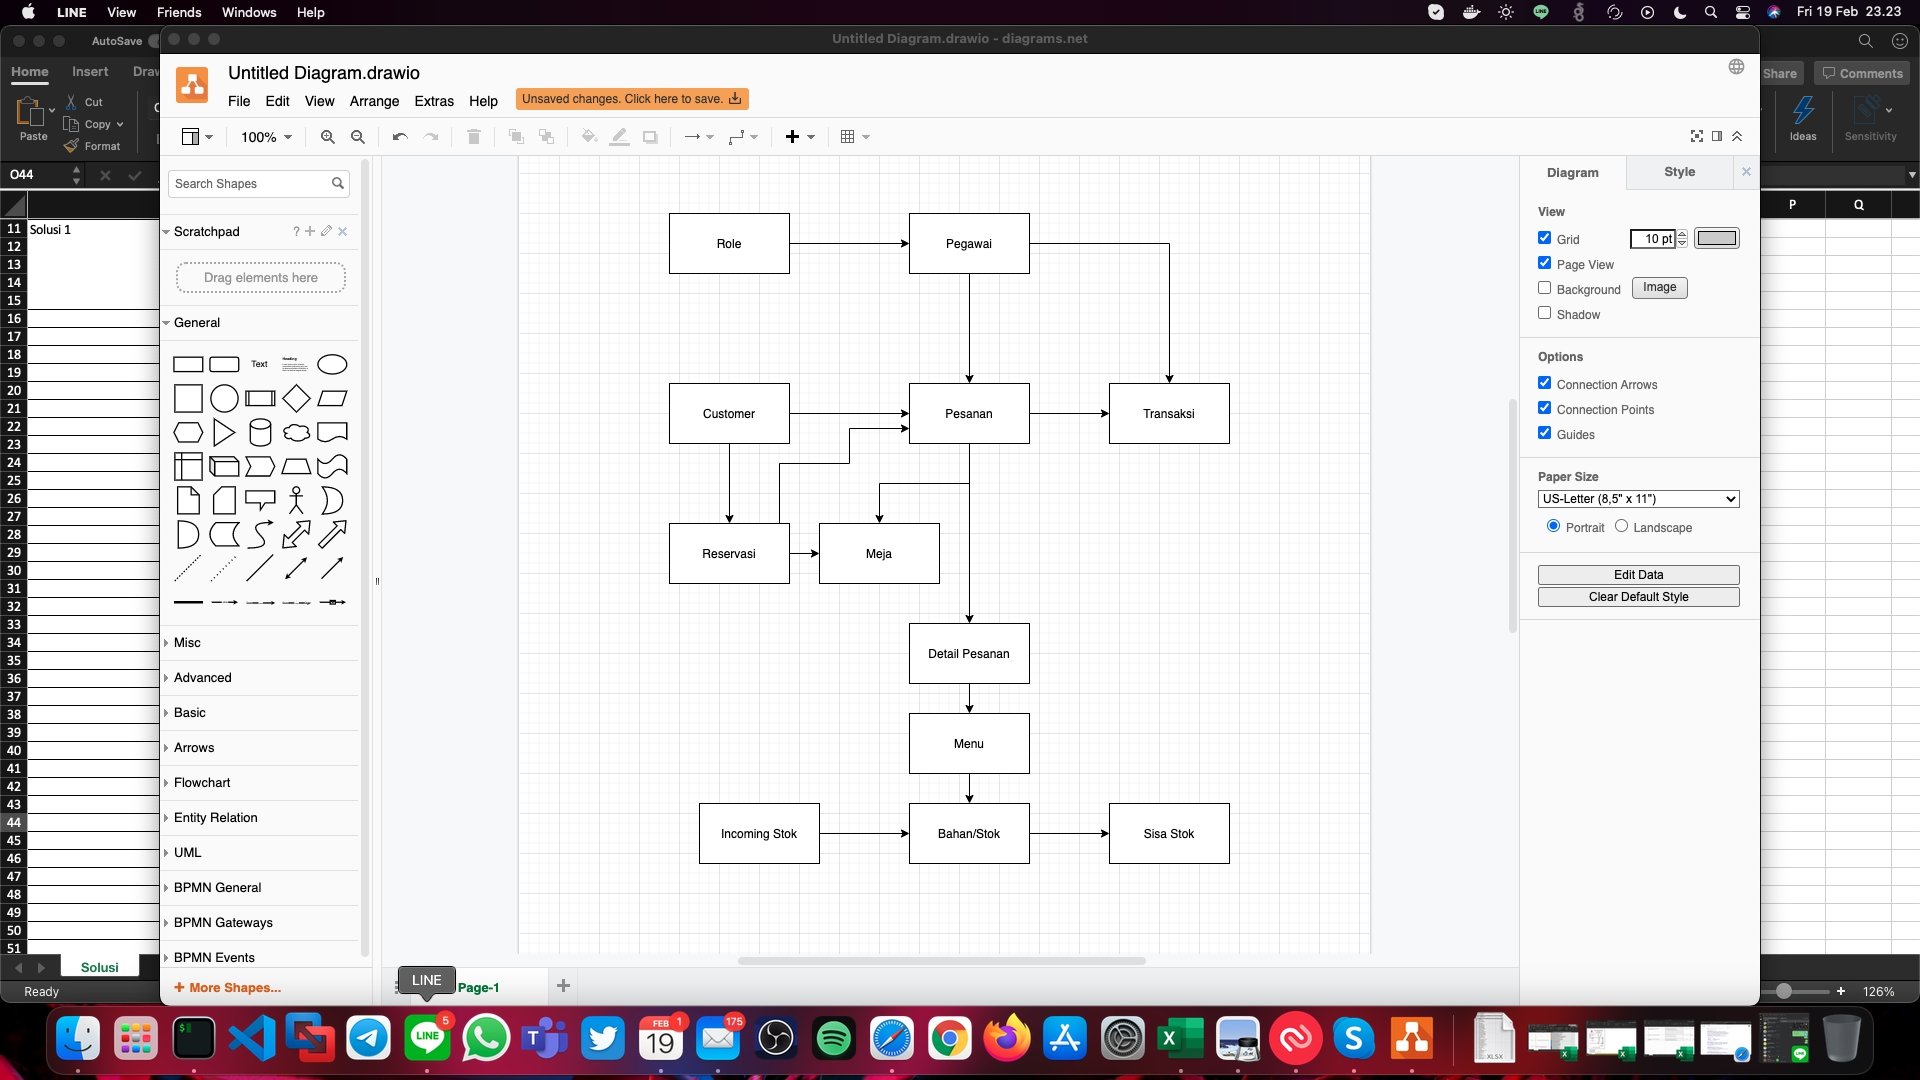 LINE View Friends Windows Help
Fri 19 Feb 23.23
AutoSave
Untitled Diagram.drawio - diagrams.net
Home Insert Draw
Share Comments
Untitled Diagram.drawio
File Edit View Arrange Extras Help
Unsaved changes. Click here to save.
Cut
Copy
Paste
Format
Ideas
Sensitivity
100%
O44
Search Shapes
Diagram
Style
P
Q
11
Solusi 1
12
13
14
15
16
17
18
19
20
21
22
23
24
25
26
27
28
29
30
31
32
33
34
35
36
37
38
39
40
41
42
43
44
45
46
47
48
49
50
51
Scratchpad
?
Drag elements here
General
Text
Heading
Misc
Advanced
Basic
Arrows
Flowchart
Entity Relation
UML
BPMN General
BPMN Gateways
BPMN Events
+ More Shapes...
Role
Pegawai
Customer
Pesanan
Transaksi
Reservasi
Meja
Detail Pesanan
Menu
Incoming Stok
Bahan/Stok
Sisa Stok
View
Grid
10 pt
Page View
Background
Image
Shadow
Options
Connection Arrows
Connection Points
Guides
Paper Size
US-Letter (8,5" x 11")
Portrait
Landscape
Edit Data
Clear Default Style
Solusi
Ready
LINE
Page-1
126%
LINE
5
FEB
1
19
175
XLSX